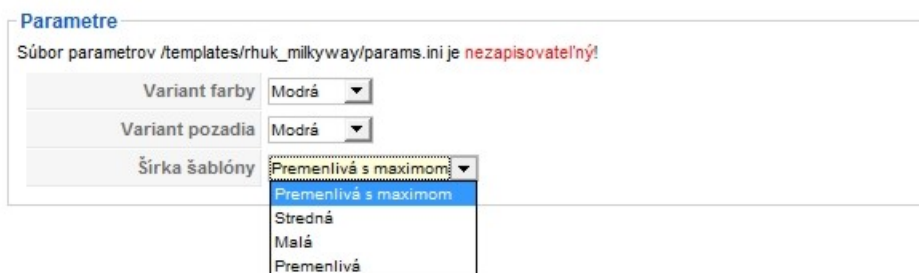 Parametre
Súbor parametrov /templates/rhuk_milkyway/params.ini je nezapisovateľný!
Variant farby Modrá
Variant pozadia Modrá
Šírka šablóny Premenlivá s maximom
Premenlivá s maximom
Stredná
Malá
Premenlivá